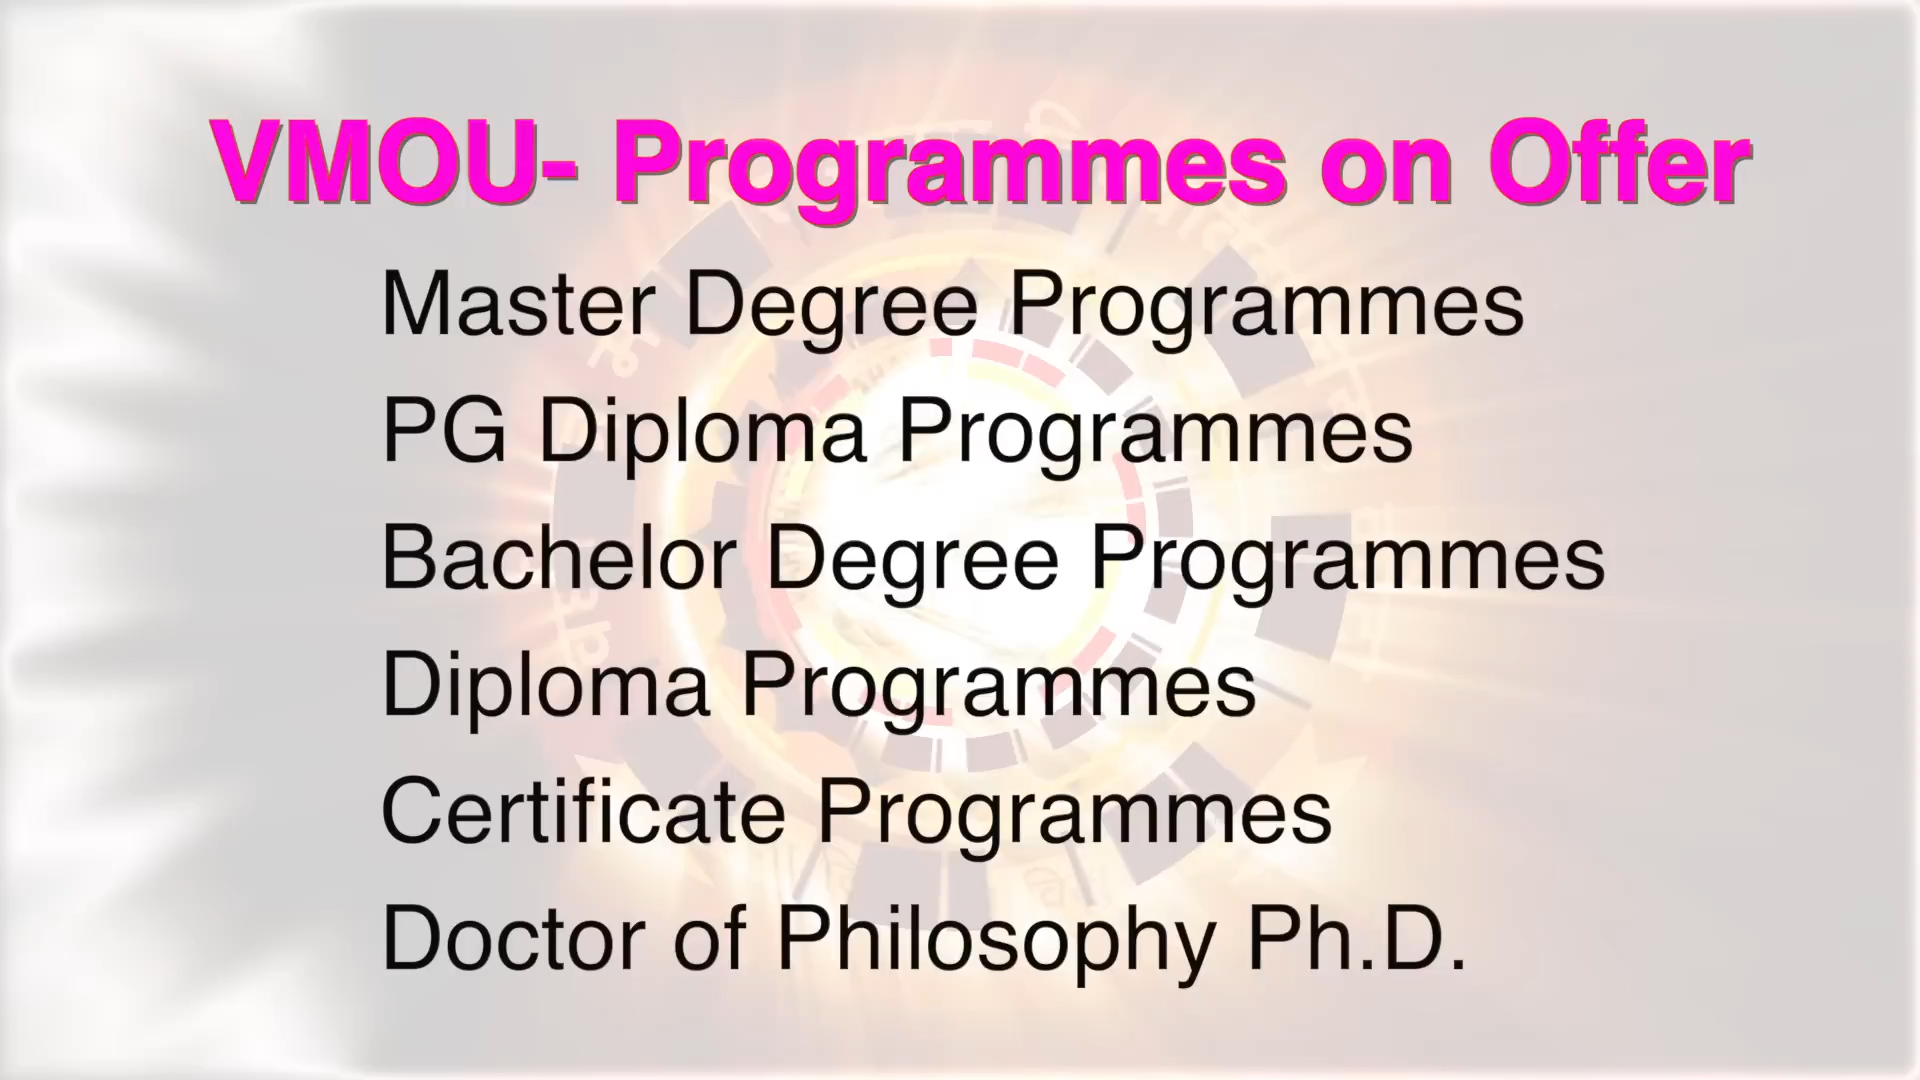 VMOU- Programmes on Offer
Master Degree Programmes
PG Diploma Programmes
Bachelor Degree Programmes
Diploma Programmes
Certificate Programmes
Doctor of Philosophy Ph.D.